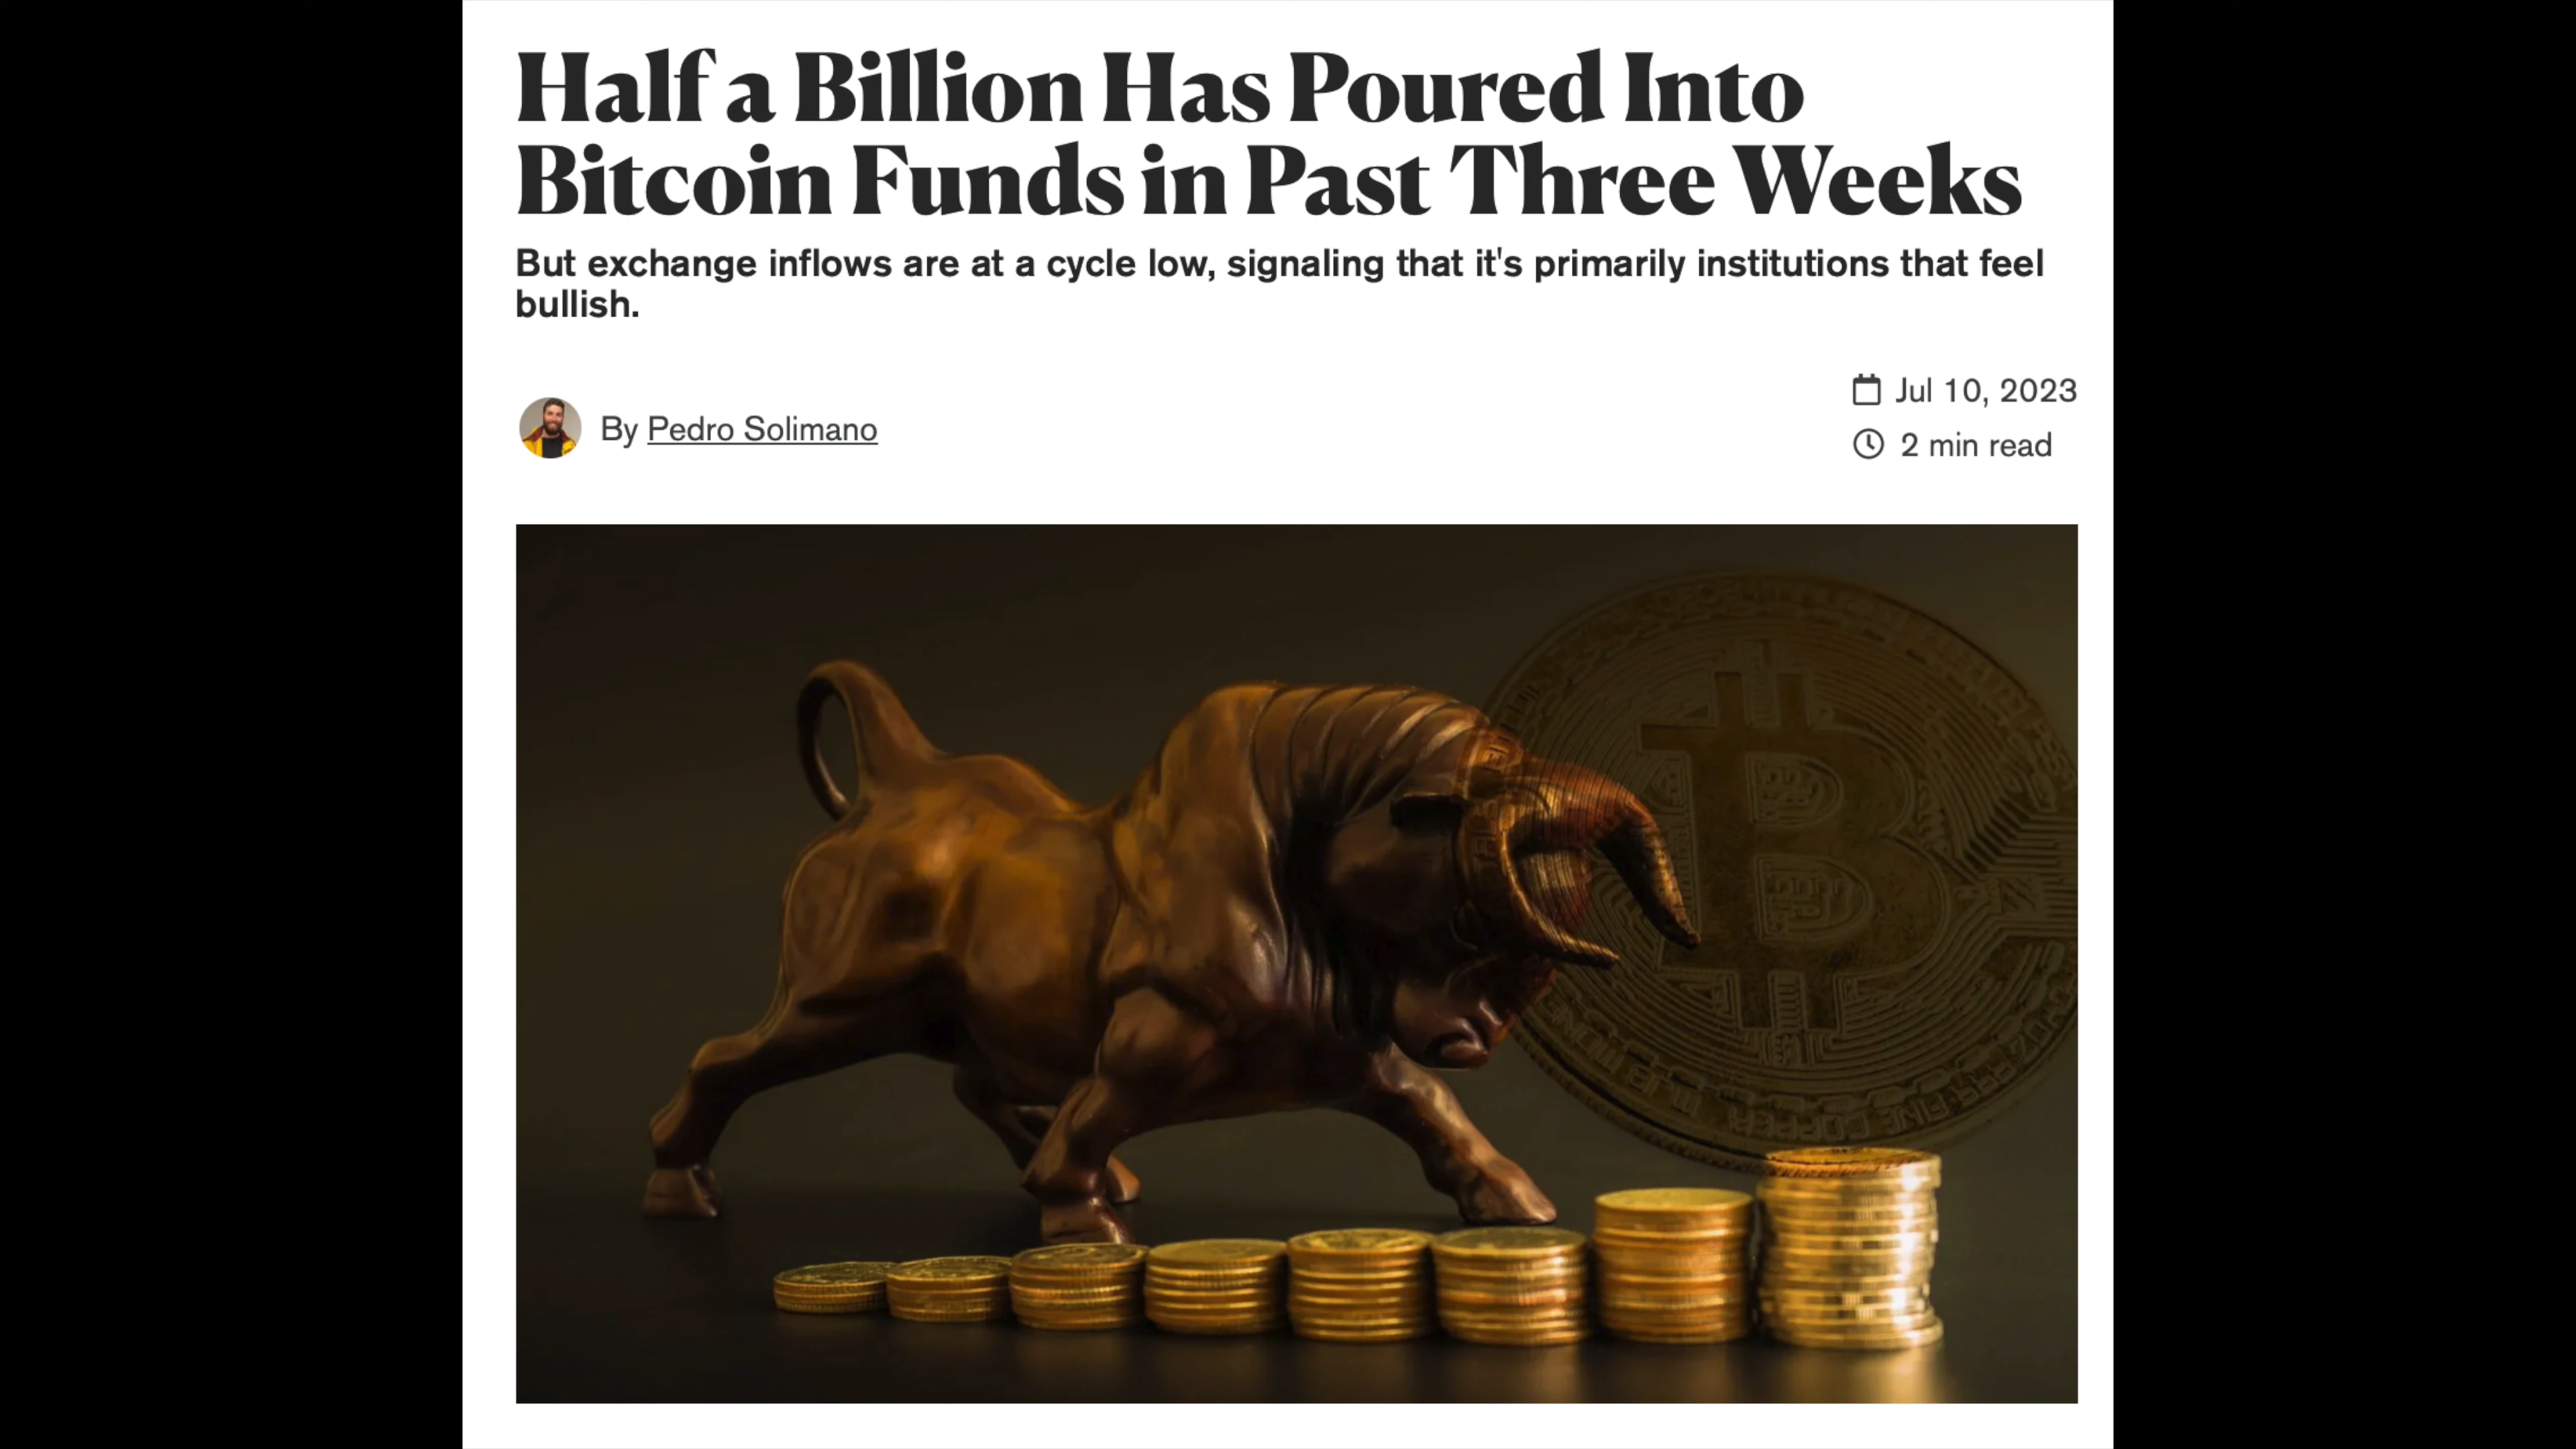 Half a Billion Has Poured Into
Bitcoin Funds in Past Three Weeks
But exchange inflows are at a cycle low, signaling that it's primarily institutions that feel
bullish.
By Pedro Solimano
Jul 10, 2023
2 min read